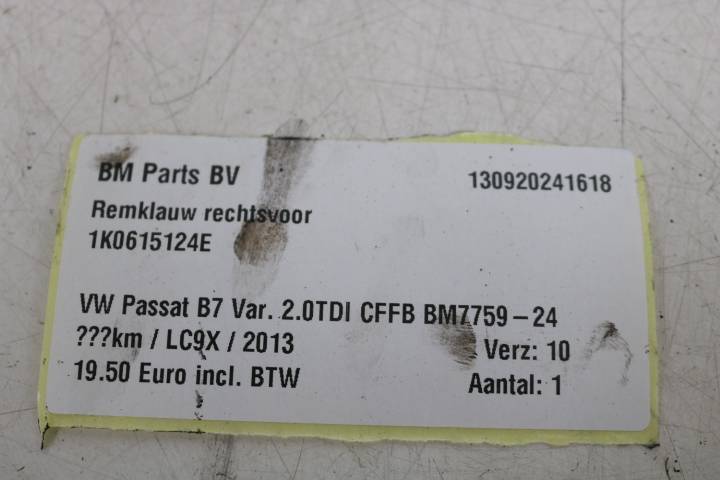 BM Parts BV 130920241618
Remklauw rechtsvoor
1K0615124E
VW Passat B7 Var. 2.0TDI CFFB BM7759-24
???km / LC9X / 2013 Verz: 10
19.50 Euro incl. BTW Aantal: 1